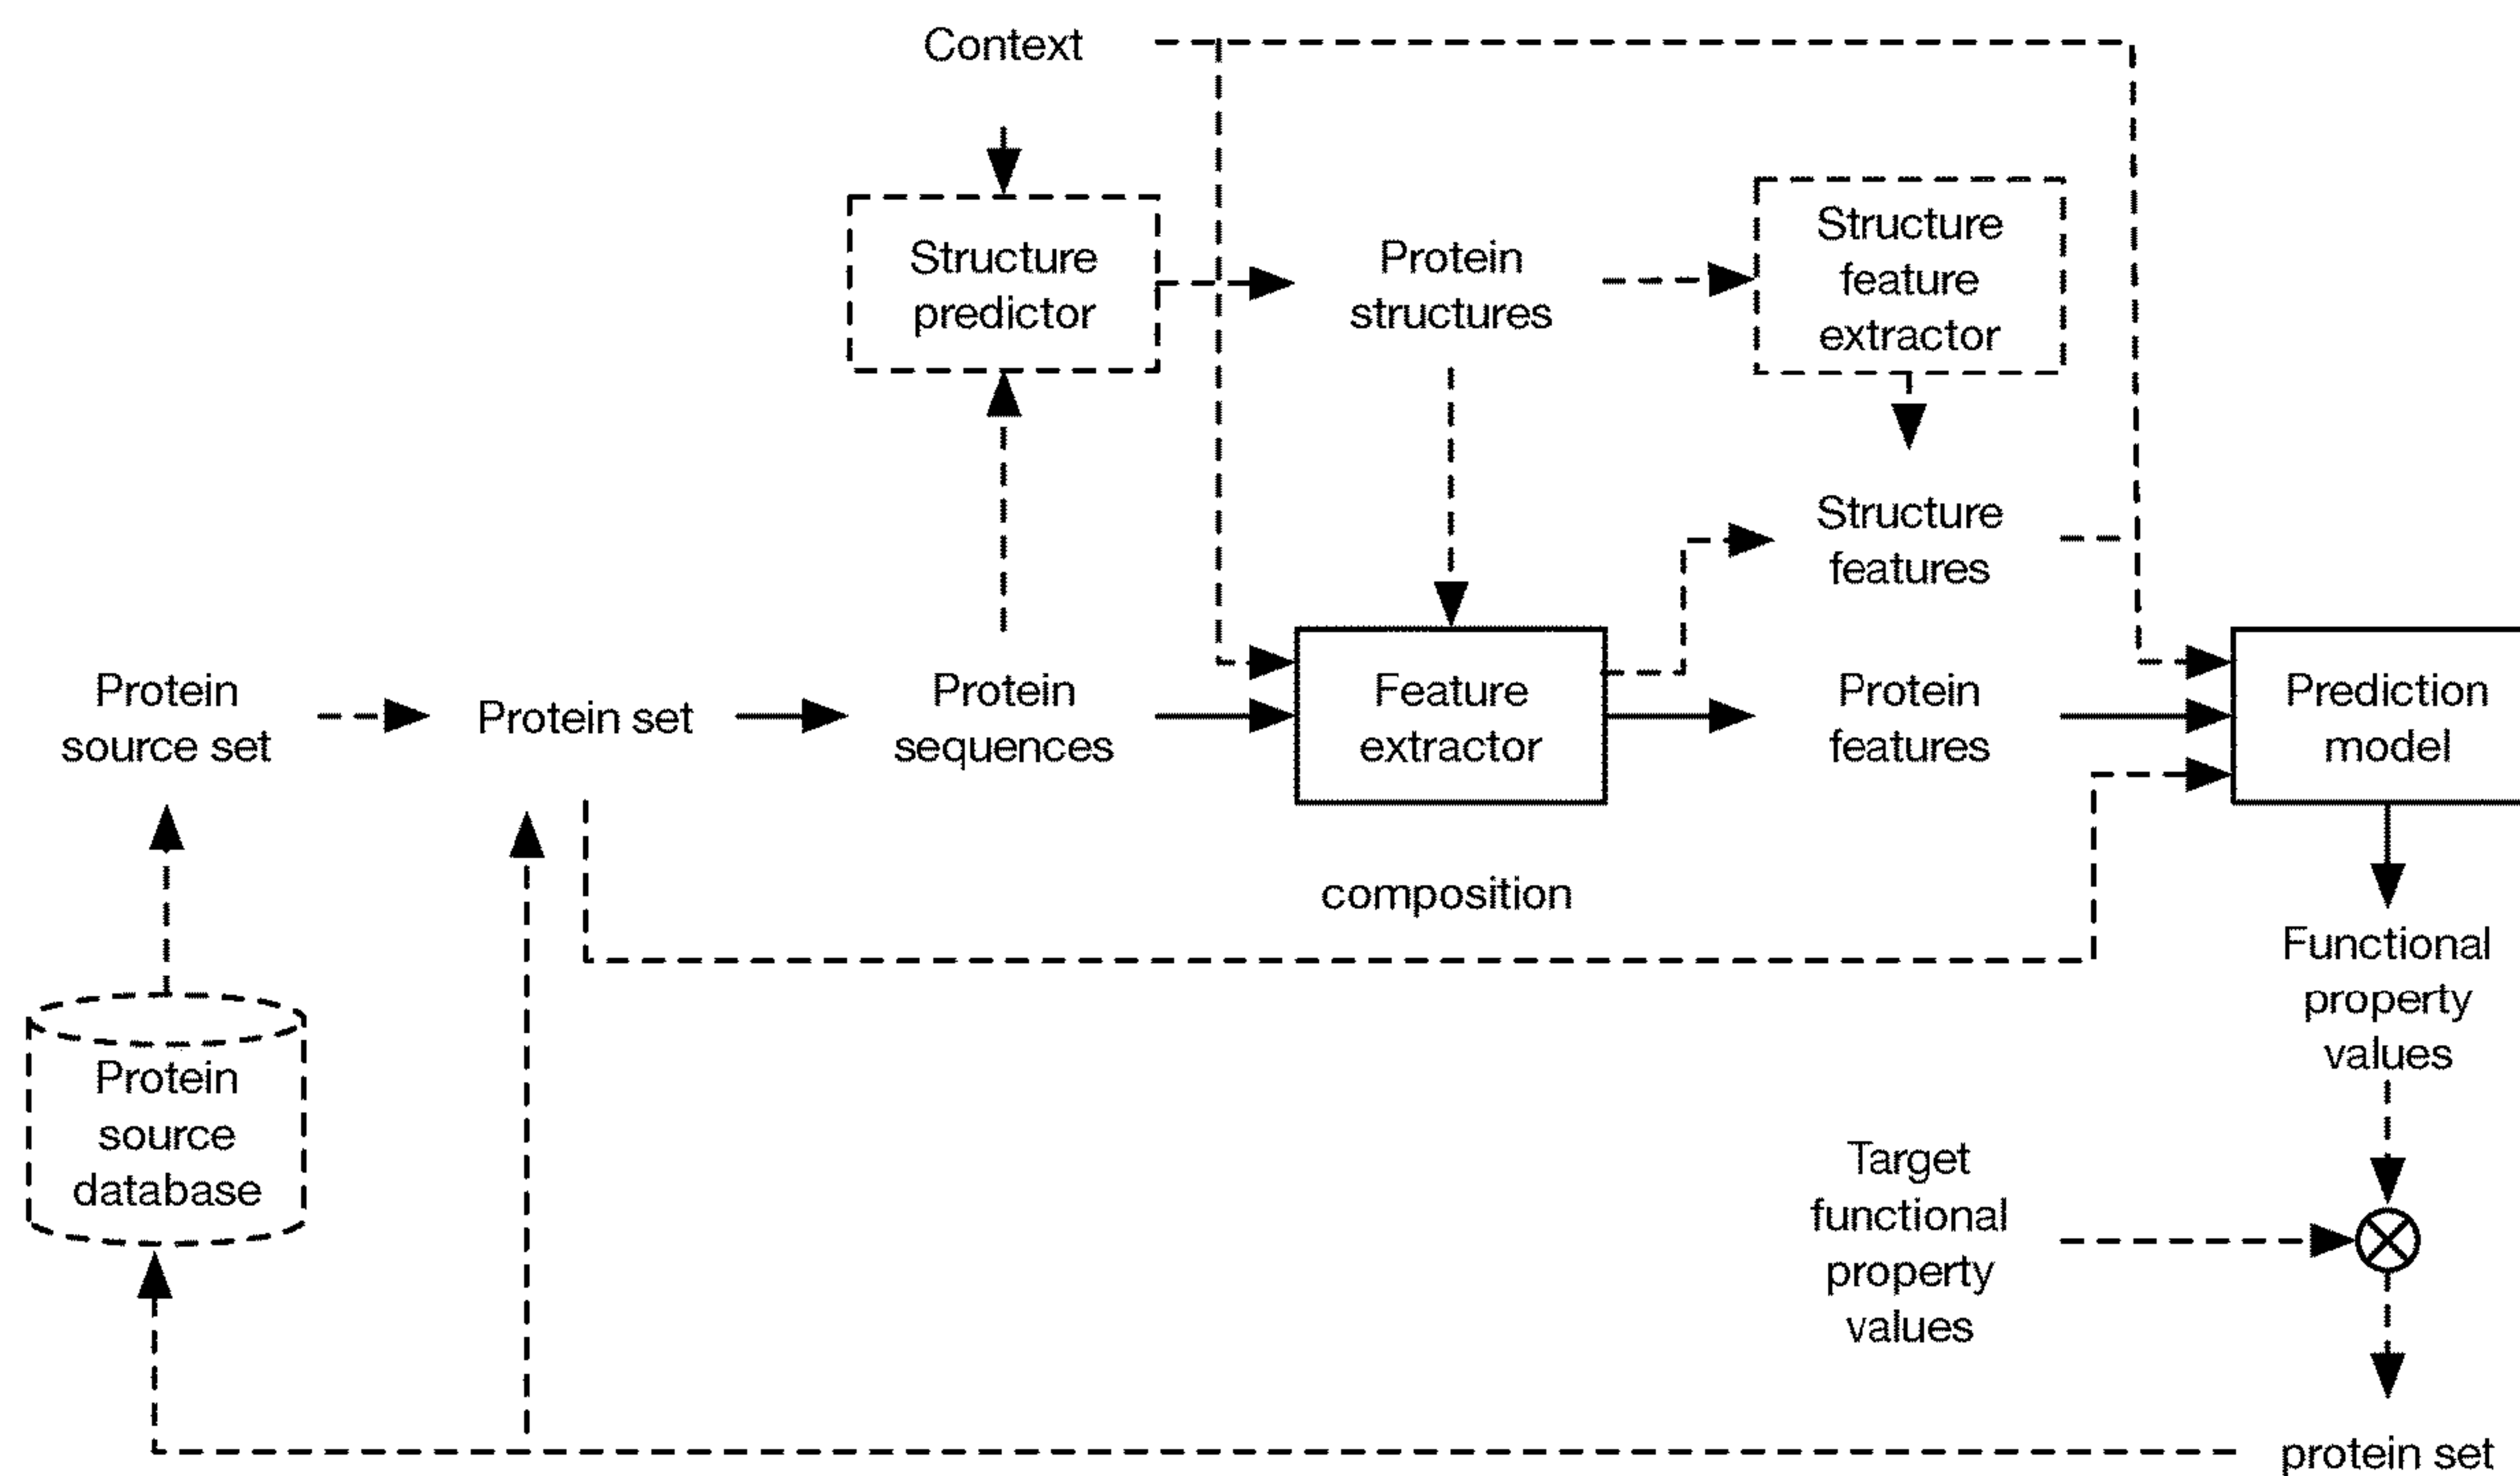 Context
Structure
predictor
Protein
structures
Structure
feature
extractor
Structure
features
Protein
source set
Protein set
Protein
sequences
Feature
extractor
Protein
features
Prediction
model
composition
Functional
property
values
Protein
source
database
Target
functional
property
values
protein set